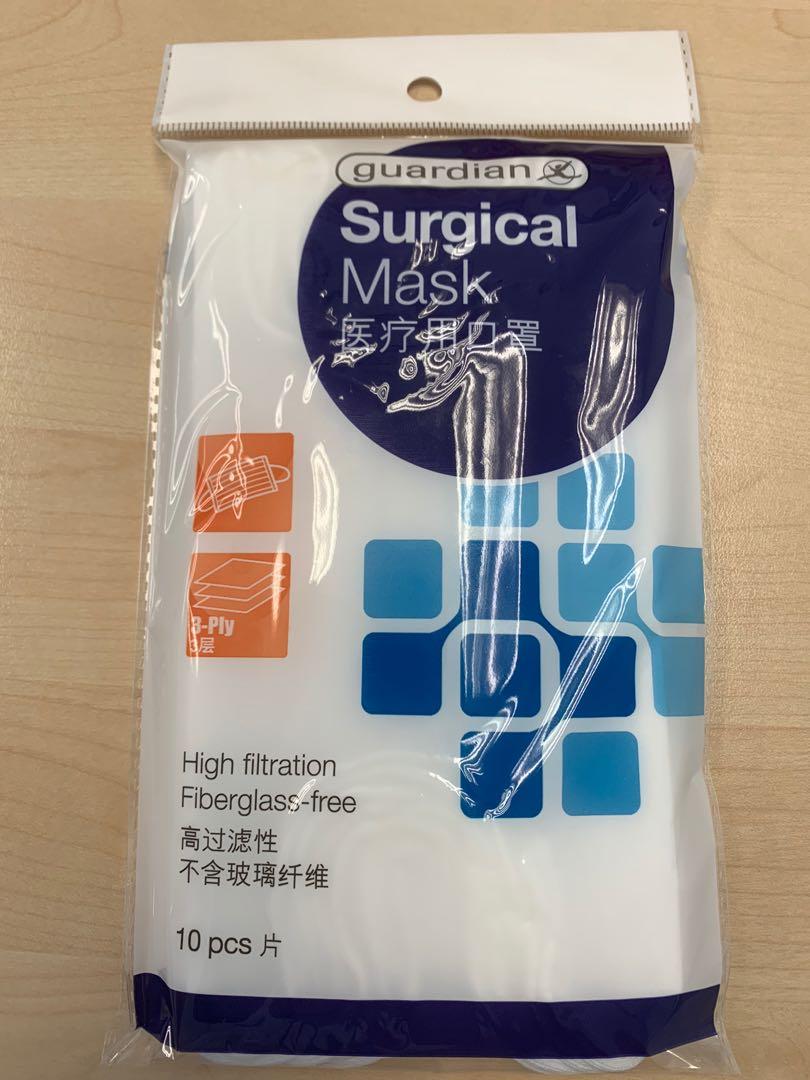 guardian
Surgical
Mask
医疗用口罩
3-Ply
3层
High filtration
Fiberglass-free
高过滤性
不含玻璃纤维
10 pcs 片